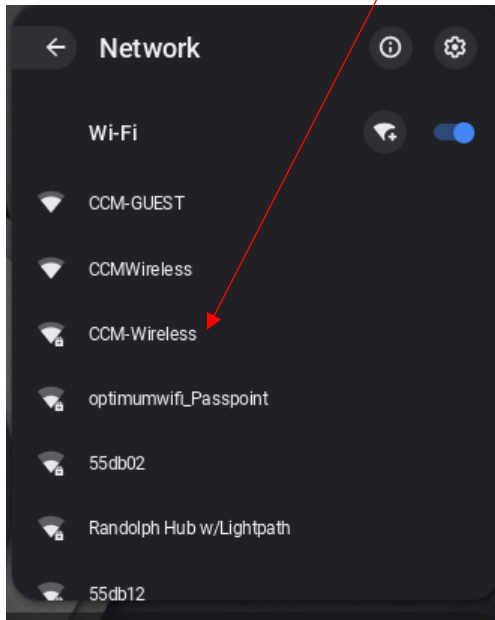 Network
Wi-Fi
CCM-GUEST
CCMWireless
CCM-Wireless
optimumwifi_Passpoint
55db02
Randolph Hub w/Lightpath
55db12